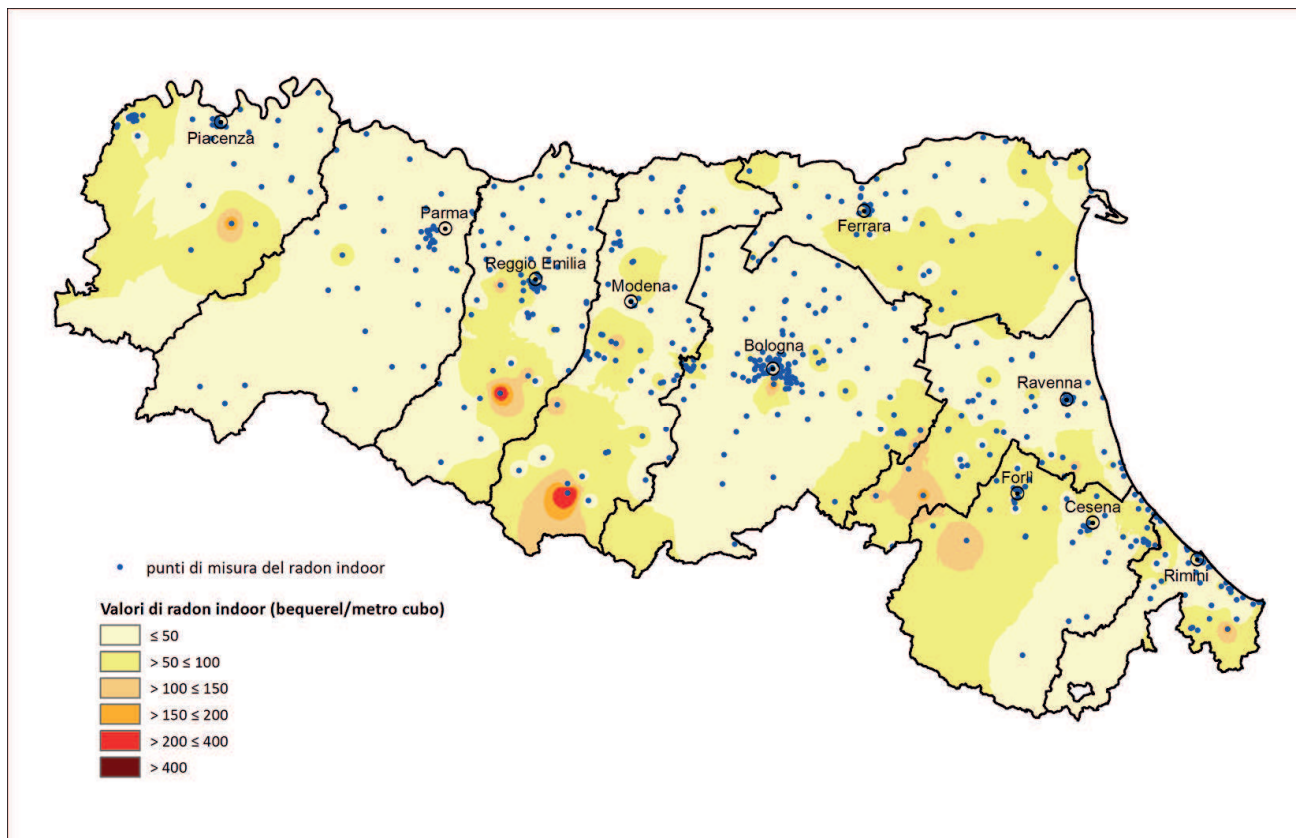 Piacenza
Parma
Ferrara
Reggio Emilia
Modena
Bologna
Ravenna
Forlì
Cesena
Rimini
punti di misura del radon indoor
Valori di radon indoor (bequerel/metro cubo)
≤ 50
> 50 ≤ 100
> 100 ≤ 150
> 150 ≤ 200
> 200 ≤ 400
> 400